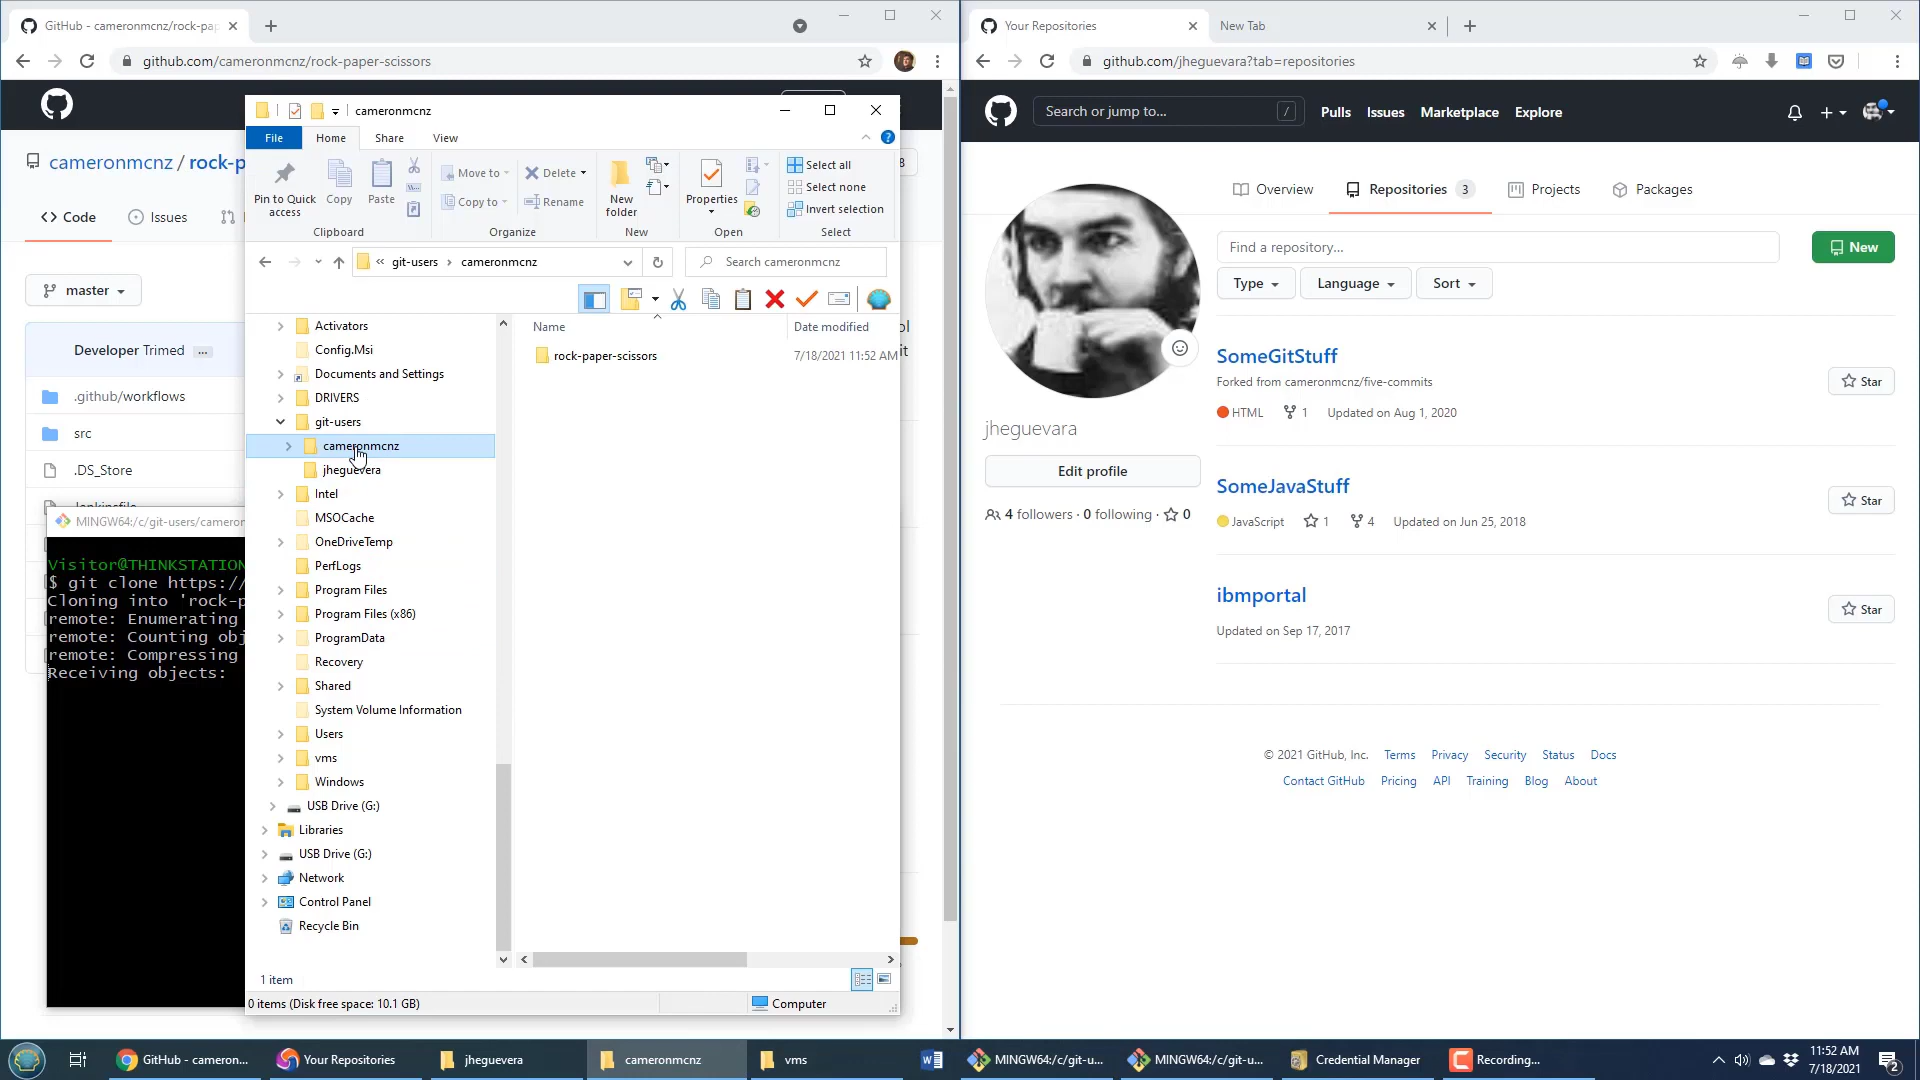 GitHub - cameronmcnz/rock-pap
github.com/cameronmcnz/rock-paper-scissors
cameronmcnz / rock-p
Code
Issues
master
Developer Trimed ...
.github/workflows
src
.DS_Store
MINGW64:/c/git-users/cameron
Visitor@THINKSTATION
$ git clone https://
Cloning into 'rock-p
remote: Enumerating
remote: Counting obj
remote: Compressing
Receiving objects:
cameronmcnz
File
Home
Share
View
Pin to Quick access
Copy
Paste
Clipboard
Move to
Copy to
Delete
Rename
Organize
New folder
New
Properties
Open
Select all
Select none
Invert selection
Select
« git-users › cameronmcnz
Search cameronmcnz
Activators
Config.Msi
Documents and Settings
DRIVERS
git-users
cameronmcnz
jheguevera
Intel
MSOCache
OneDriveTemp
PerfLogs
Program Files
Program Files (x86)
ProgramData
Recovery
Shared
System Volume Information
Users
vms
Windows
USB Drive (G:)
Libraries
USB Drive (G:)
Network
Control Panel
Recycle Bin
Name
Date modified
rock-paper-scissors
7/18/2021 11:52 AM
1 item
0 items (Disk free space: 10.1 GB)
Computer
8
ol
it
Your Repositories
New Tab
github.com/jheguevara?tab=repositories
Search or jump to...
/
Pulls
Issues
Marketplace
Explore
Overview
Repositories 3
Projects
Packages
Find a repository...
New
Type
Language
Sort
jheguevara
Edit profile
4 followers · 0 following · 0
SomeGitStuff
Star
Forked from cameronmcnz/five-commits
HTML 1 Updated on Aug 1, 2020
SomeJavaStuff
Star
JavaScript 1 4 Updated on Jun 25, 2018
ibmportal
Star
Updated on Sep 17, 2017
© 2021 GitHub, Inc. Terms Privacy Security Status Docs
Contact GitHub Pricing API Training Blog About
GitHub - cameron...
Your Repositories
jheguevera
cameronmcnz
vms
MINGW64:/c/git-u...
MINGW64:/c/git-u...
Credential Manager
Recording...
11:52 AM
7/18/2021
2